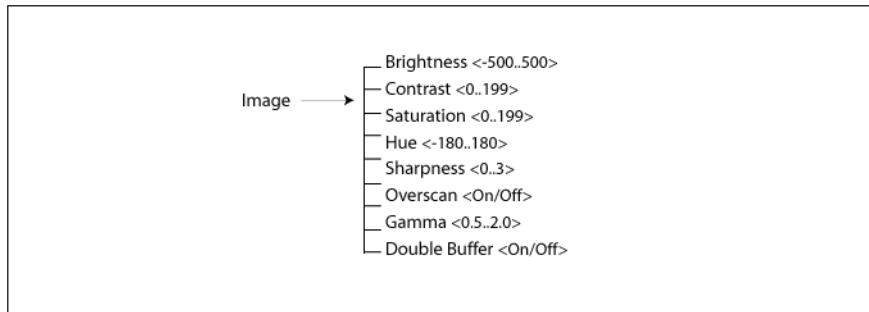 Image
Brightness <-500..500>
Contrast <0..199>
Saturation <0..199>
Hue <-180..180>
Sharpness <0..3>
Overscan <On/Off>
Gamma <0.5..2.0>
Double Buffer <On/Off>